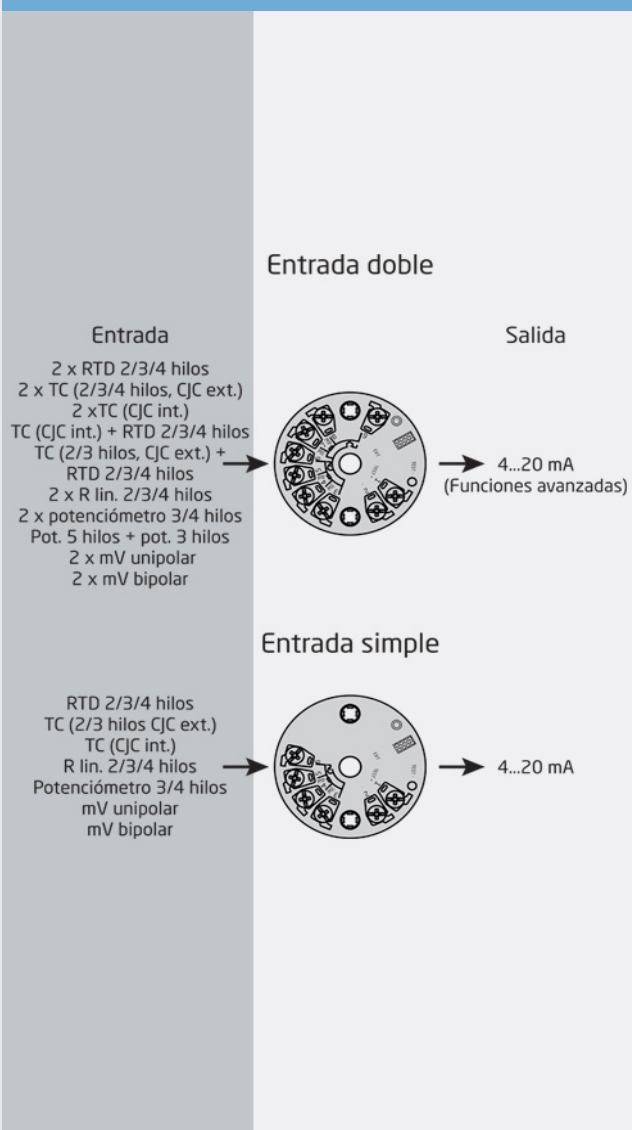 Entrada doble
Entrada
Salida
2 x RTD 2/3/4 hilos
2 x TC (2/3/4 hilos, CJC ext.)
2 xTC (CJC int.)
TC (CJC int.) + RTD 2/3/4 hilos
TC (2/3 hilos, CJC ext.) +
RTD 2/3/4 hilos
2 x R lin. 2/3/4 hilos
2 x potenciómetro 3/4 hilos
Pot. 5 hilos + pot. 3 hilos
2 x mV unipolar
2 x mV bipolar
4...20 mA
(Funciones avanzadas)
Entrada simple
RTD 2/3/4 hilos
TC (2/3 hilos CJC ext.)
TC (CJC int.)
R lin. 2/3/4 hilos
Potenciómetro 3/4 hilos
mV unipolar
mV bipolar
4...20 mA